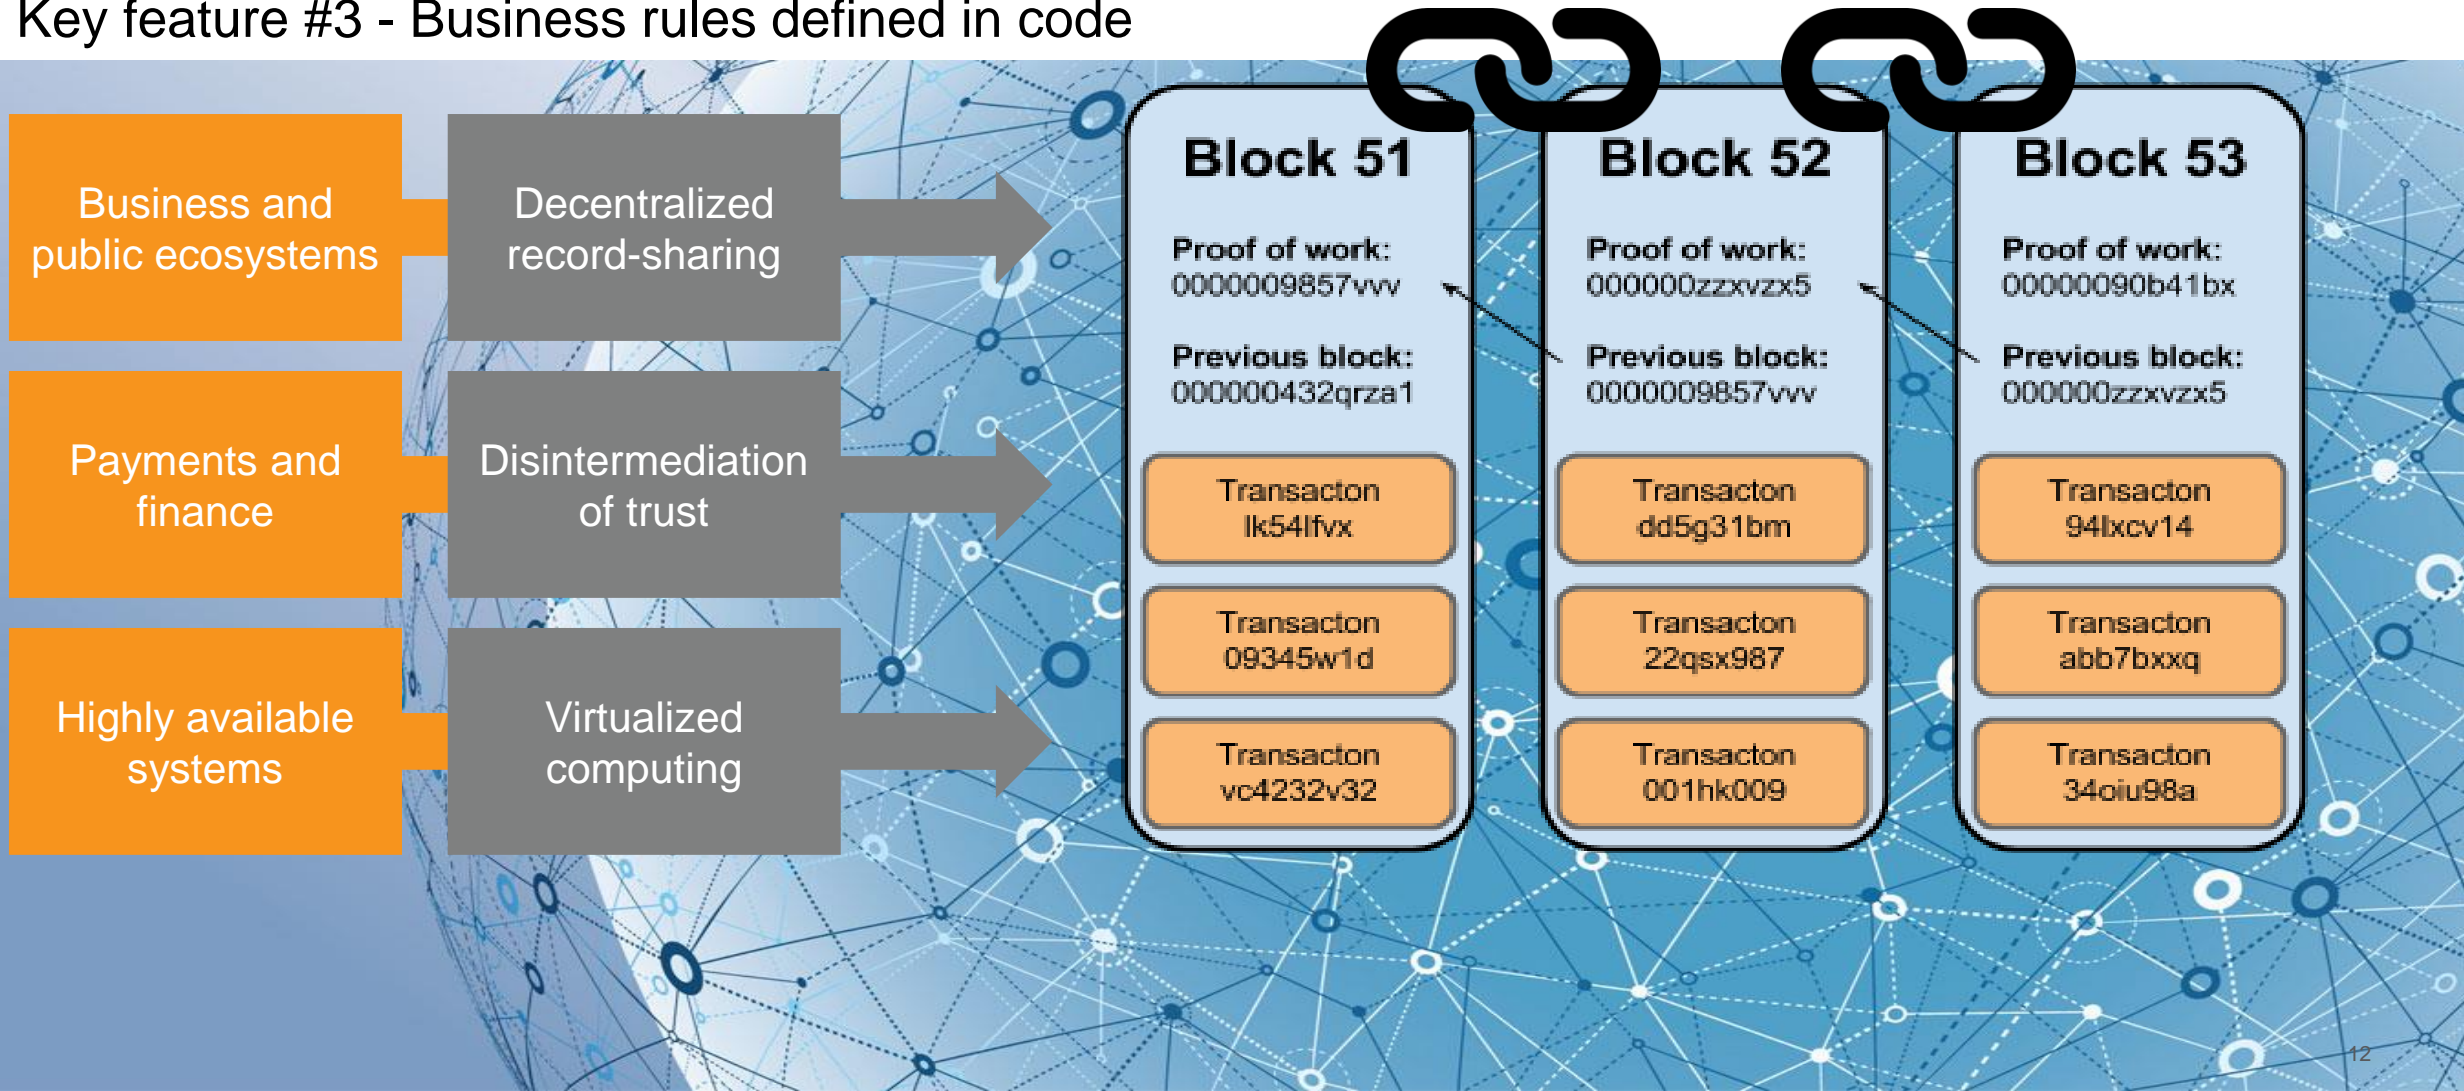 Key feature #3 - Business rules defined in code
Business and
public ecosystems
Decentralized
record-sharing
Payments and
finance
Disintermediation
of trust
Highly available
systems
Virtualized
computing
Block 51
Proof of work:
0000009857vvv
Previous block:
000000432qrza1
Transacton
lk54lfvx
Transacton
09345w1d
Transacton
vc4232v32
Block 52
Proof of work:
000000zzxvzx5
Previous block:
0000009857vvv
Transacton
dd5g31bm
Transacton
22qsx987
Transacton
001hk009
Block 53
Proof of work:
00000090b41bx
Previous block:
000000zzxvzx5
Transacton
94lxcv14
Transacton
abb7bxxq
Transacton
34oiu98a
12